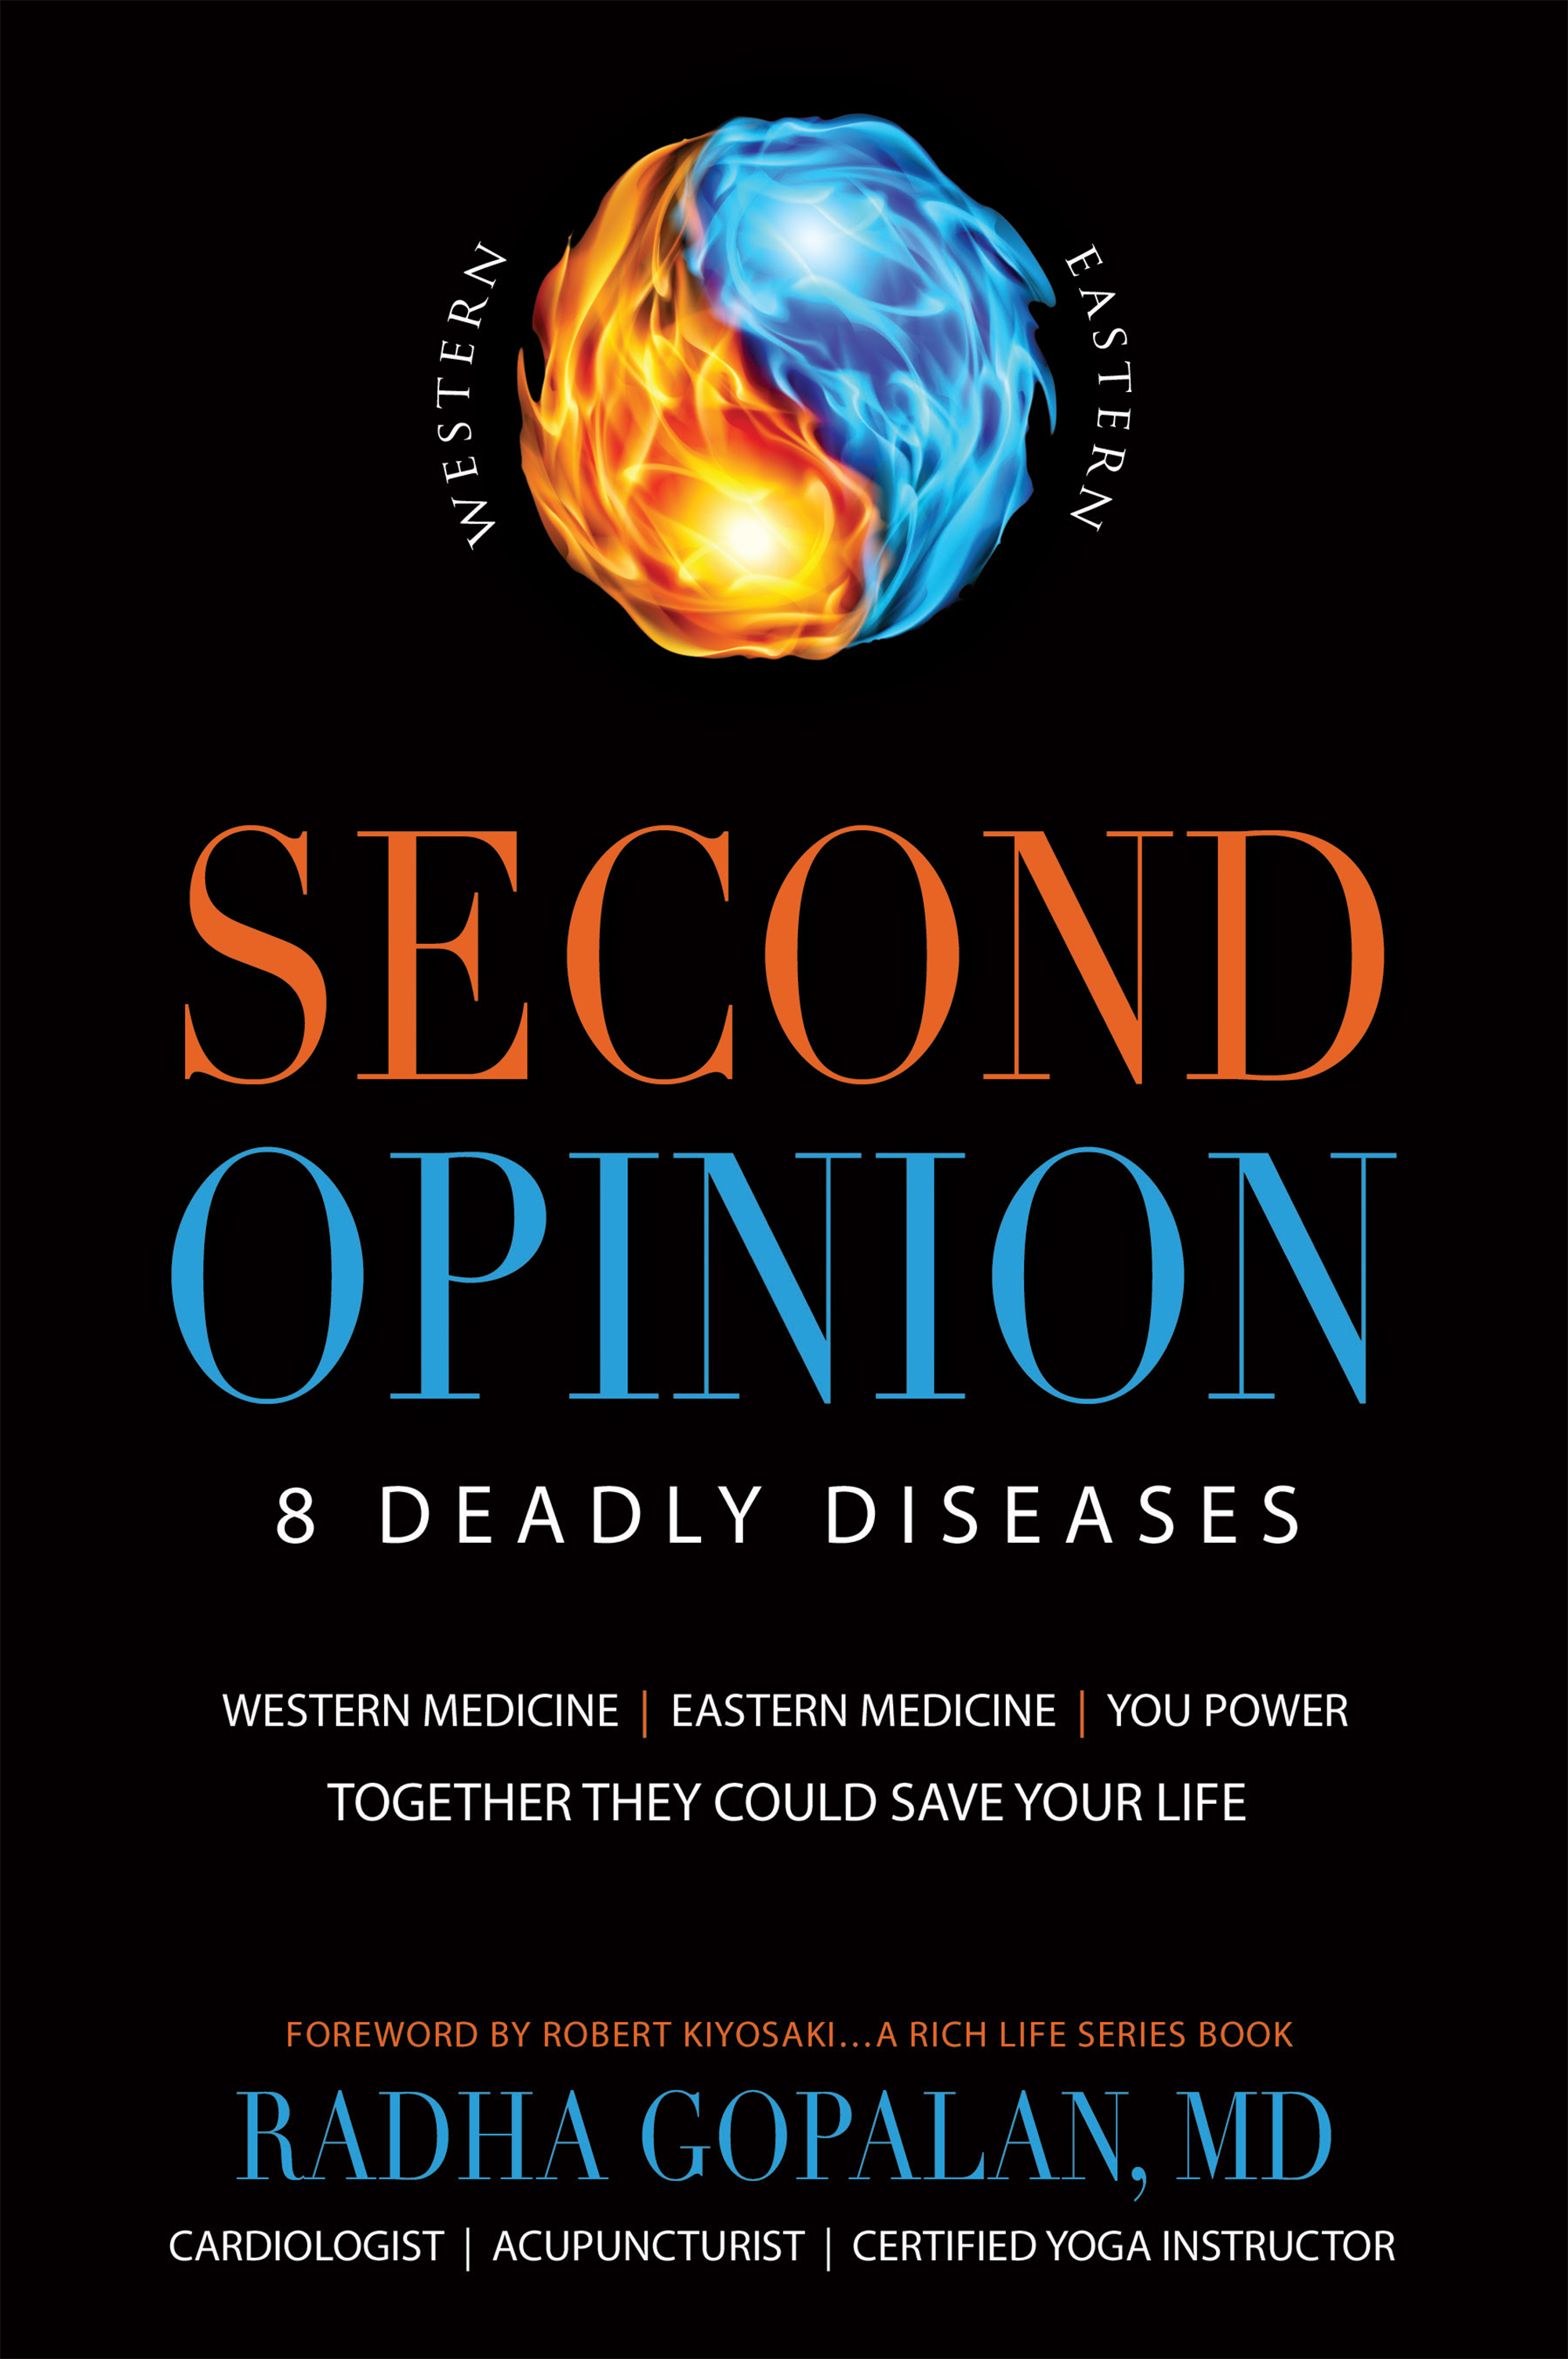 WESTERN
EASTERN
SECOND
OPINION
8 DEADLY DISEASES
WESTERN MEDICINE | EASTERN MEDICINE | YOU POWER
TOGETHER THEY COULD SAVE YOUR LIFE
FOREWORD BY ROBERT KIYOSAKI...A RICH LIFE SERIES BOOK
RADHA GOPALAN, MD
CARDIOLOGIST | ACUPUNCTURIST | CERTIFIED YOGA INSTRUCTOR